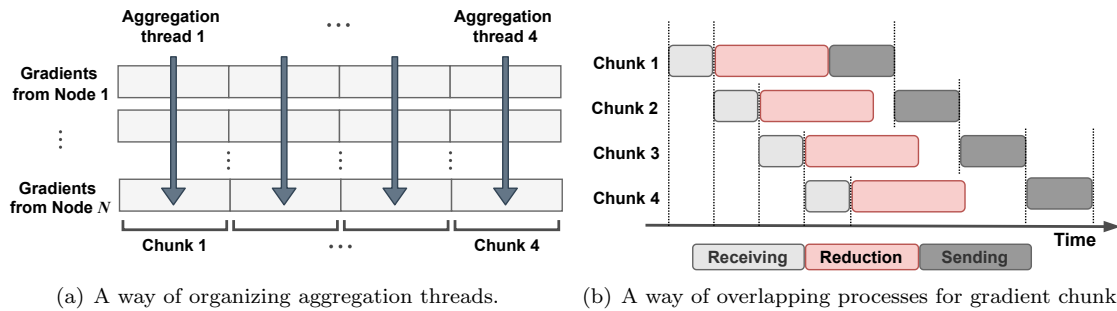 Aggregation
thread 1
...
Aggregation
thread 4
Gradients
from Node 1
⋮
⋮
⋮
⋮
Gradients
from Node N
Chunk 1
...
Chunk 4
(a) A way of organizing aggregation threads.
Chunk 1
Chunk 2
Chunk 3
Chunk 4
Time
Receiving
Reduction
Sending
(b) A way of overlapping processes for gradient chunk